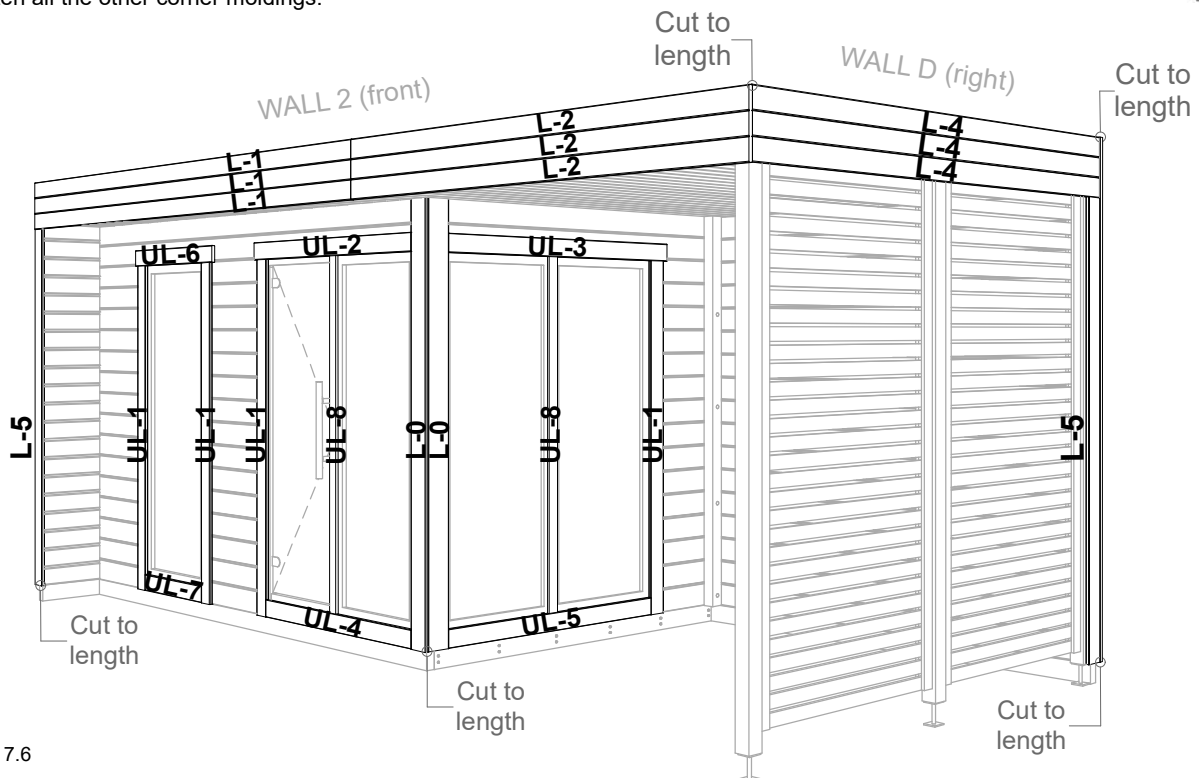 en all the other corner moldings.
Cut to
length
WALL 2 (front)
WALL D (right)
Cut to
length
L-1
L-1
L-1
L-2
L-2
L-2
L-4
L-4
L-4
UL-6
UL-2
UL-3
L-5
UL-1
UL-1
UL-1
UL-8
L-0
L-0
UL-8
UL-1
L-5
UL-7
UL-4
UL-5
Cut to
length
Cut to
length
Cut to
length
7.6